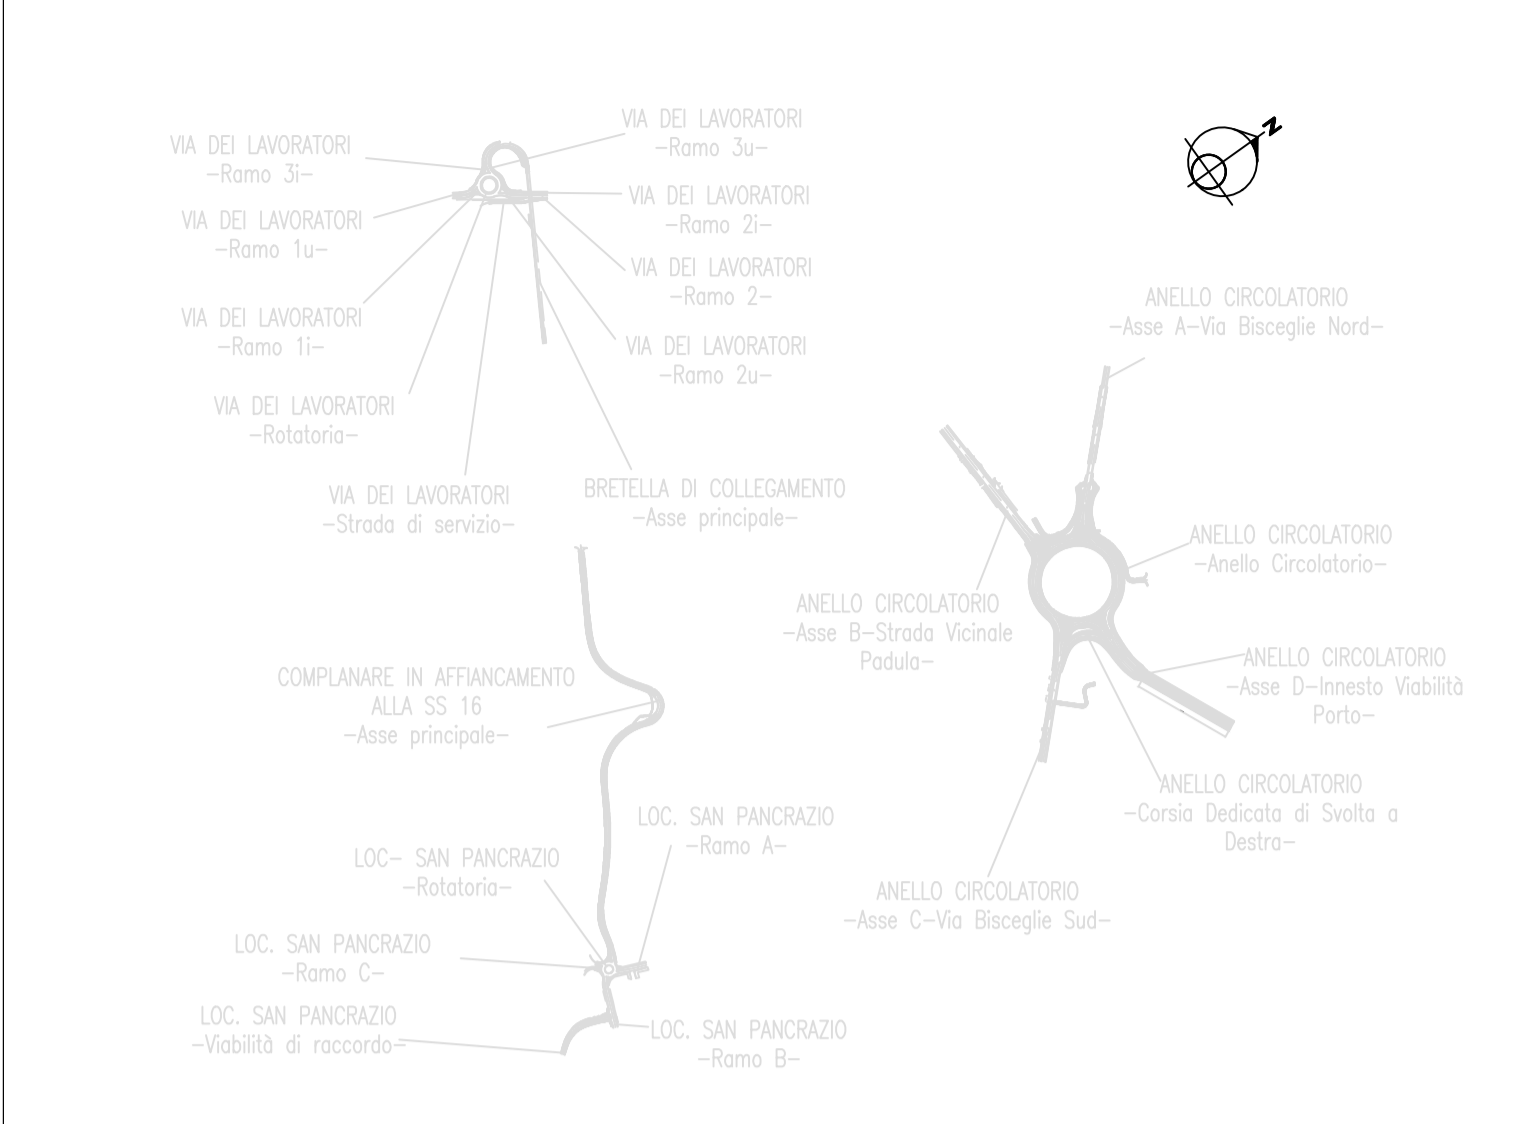 VIA DEI LAVORATORI
-Ramo 3u-
VIA DEI LAVORATORI
-Ramo 3i-
VIA DEI LAVORATORI
-Ramo 2i-
VIA DEI LAVORATORI
-Ramo 1u-
VIA DEI LAVORATORI
-Ramo 2-
VIA DEI LAVORATORI
-Ramo 1i-
VIA DEI LAVORATORI
-Ramo 2u-
VIA DEI LAVORATORI
-Rotatoria-
VIA DEI LAVORATORI
-Strada di servizio-
BRETELLA DI COLLEGAMENTO
-Asse principale-
COMPLANARE IN AFFIANCAMENTO
ALLA SS 16
-Asse principale-
LOC. SAN PANCRAZIO
-Ramo A-
LOC- SAN PANCRAZIO
-Rotatoria-
LOC. SAN PANCRAZIO
-Ramo C-
LOC. SAN PANCRAZIO
-Viabilità di raccordo-
LOC. SAN PANCRAZIO
-Ramo B-
N
ANELLO CIRCOLATORIO
-Asse A-Via Bisceglie Nord-
ANELLO CIRCOLATORIO
-Anello Circolatorio-
ANELLO CIRCOLATORIO
-Asse B-Strada Vicinale
Padula-
ANELLO CIRCOLATORIO
-Asse D-Innesto Viabilità
Porto-
ANELLO CIRCOLATORIO
-Corsia Dedicata di Svolta a
Destra-
ANELLO CIRCOLATORIO
-Asse C-Via Bisceglie Sud-